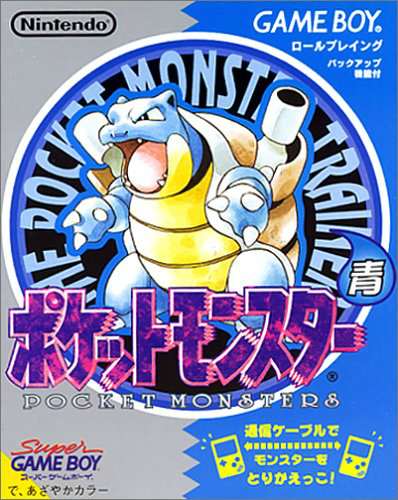 Nintendo
GAME BOY®
ロールプレイング
バックアップ
機能付
THE POCKET MONSTER TRAINER
青
ポケットモンスター®
POCKET MONSTERS
Super
GAME BOY
スーパーゲームボーイ
で、あざやかカラー
通信ケーブルで
モンスターを
とりかえっこ!